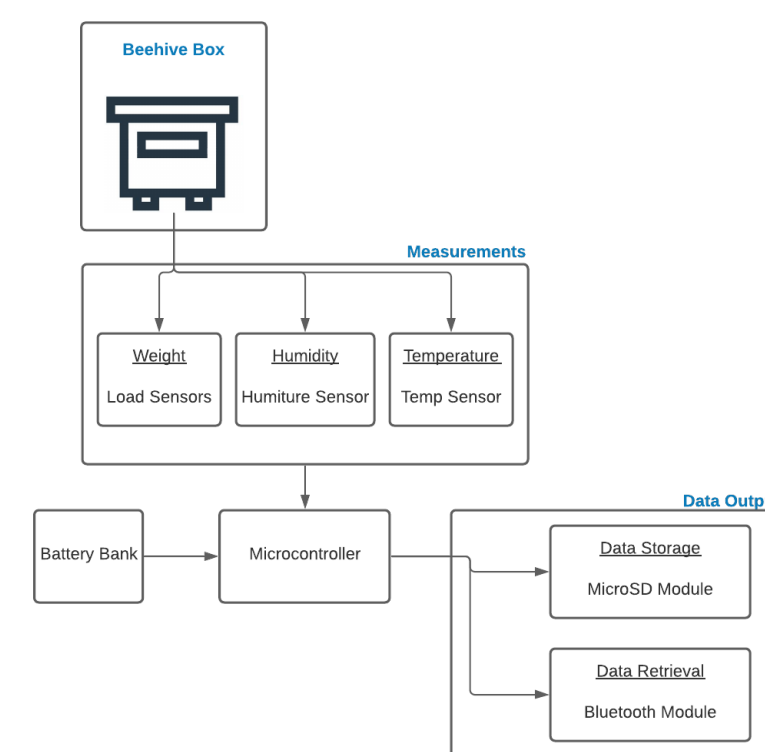 Beehive Box
Measurements
Weight
Load Sensors
Humidity
Humiture Sensor
Temperature
Temp Sensor
Battery Bank
Microcontroller
Data Outp
Data Storage
MicroSD Module
Data Retrieval
Bluetooth Module